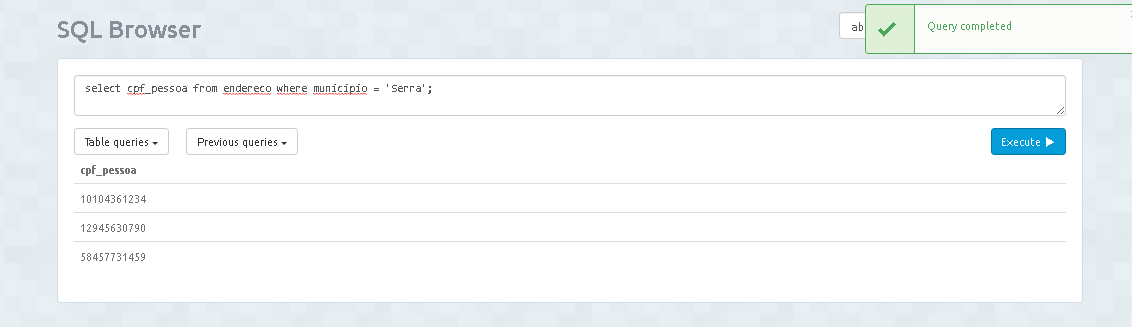 SQL Browser
ab
Query completed
select cpf_pessoa from endereco where municipio = 'Serra';
Table queries
Previous queries
Execute
cpf_pessoa
10104361234
12945630790
58457731459